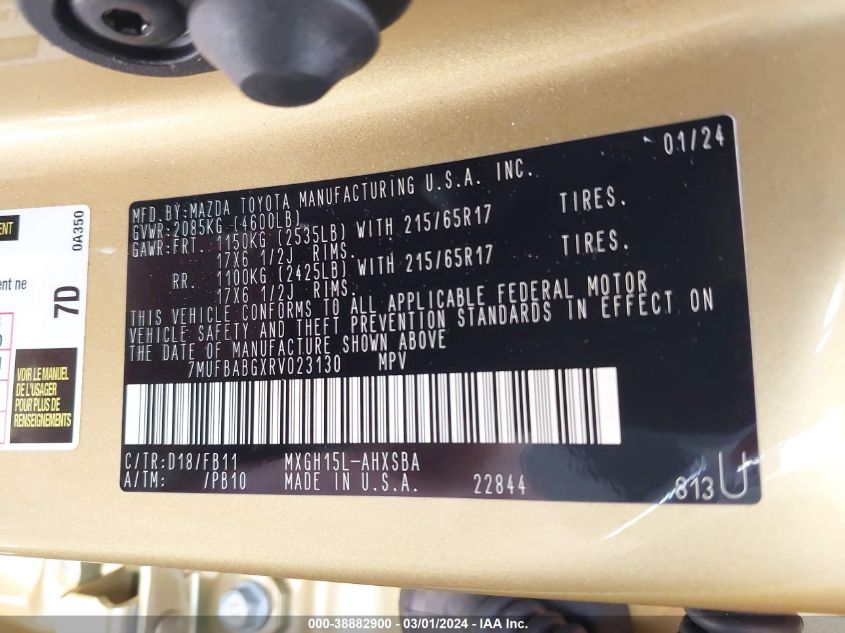 01/24
MFD.BY:MAZDA TOYOTA MANUFACTURING U.S.A. INC.
GVWR:2085KG (4600LB)
GAWR:FRT. 1150KG (2535LB) WITH 215/65R17 TIRES.
17X6 1/2J RIMS.
RR. 1100KG (2425LB) WITH 215/65R17 TIRES.
17X6 1/2J RIMS.
THIS VEHICLE CONFORMS TO ALL APPLICABLE FEDERAL MOTOR
VEHICLE SAFETY AND THEFT PREVENTION STANDARDS IN EFFECT ON
THE DATE OF MANUFACTURE SHOWN ABOVE
7MUFBABGXRV023130 MPV
C/TR:D18/FB11 MXGH15L-AHXSBA
A/TM: /PB10 MADE IN U.S.A. 22844 813U
0A350
7D
ent ne
VOIR LE MANUEL
DE L'USAGER
POUR PLUS DE
RENSEIGNEMENTS
000-38882900 - 03/01/2024 - IAA Inc.